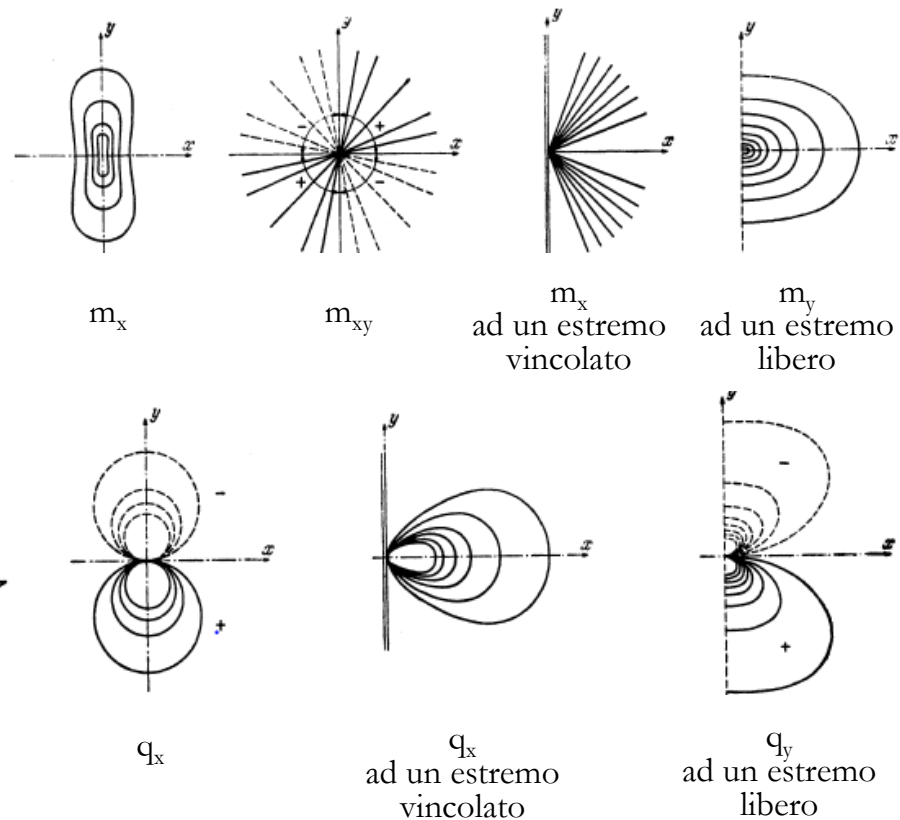 y
x
y
x
- +
+ -
y
x
y
x
m_x
m_xy
m_x
ad un estremo
vincolato
m_y
ad un estremo
libero
y
x
-
+
y
x
y
x
-
+
q_x
q_x
ad un estremo
vincolato
q_y
ad un estremo
libero